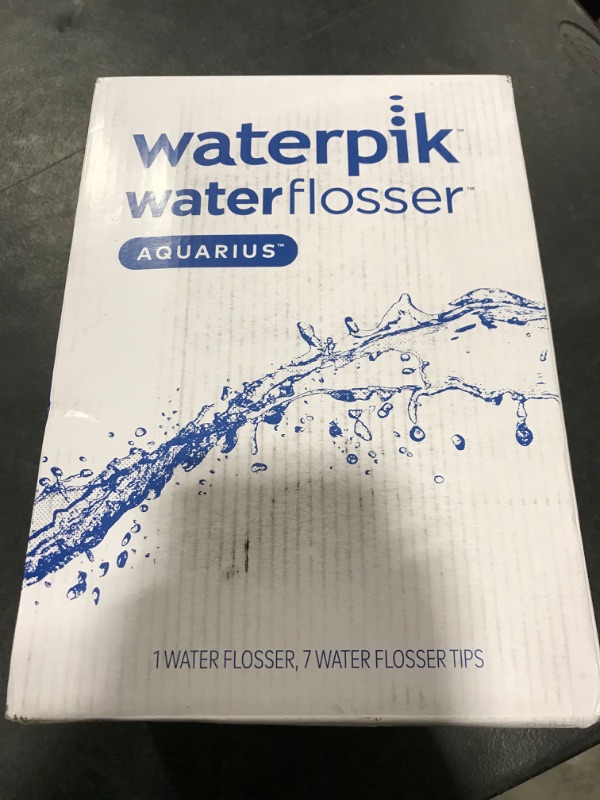 waterpik™
waterflosser™
AQUARIUS™
1 WATER FLOSSER, 7 WATER FLOSSER TIPS